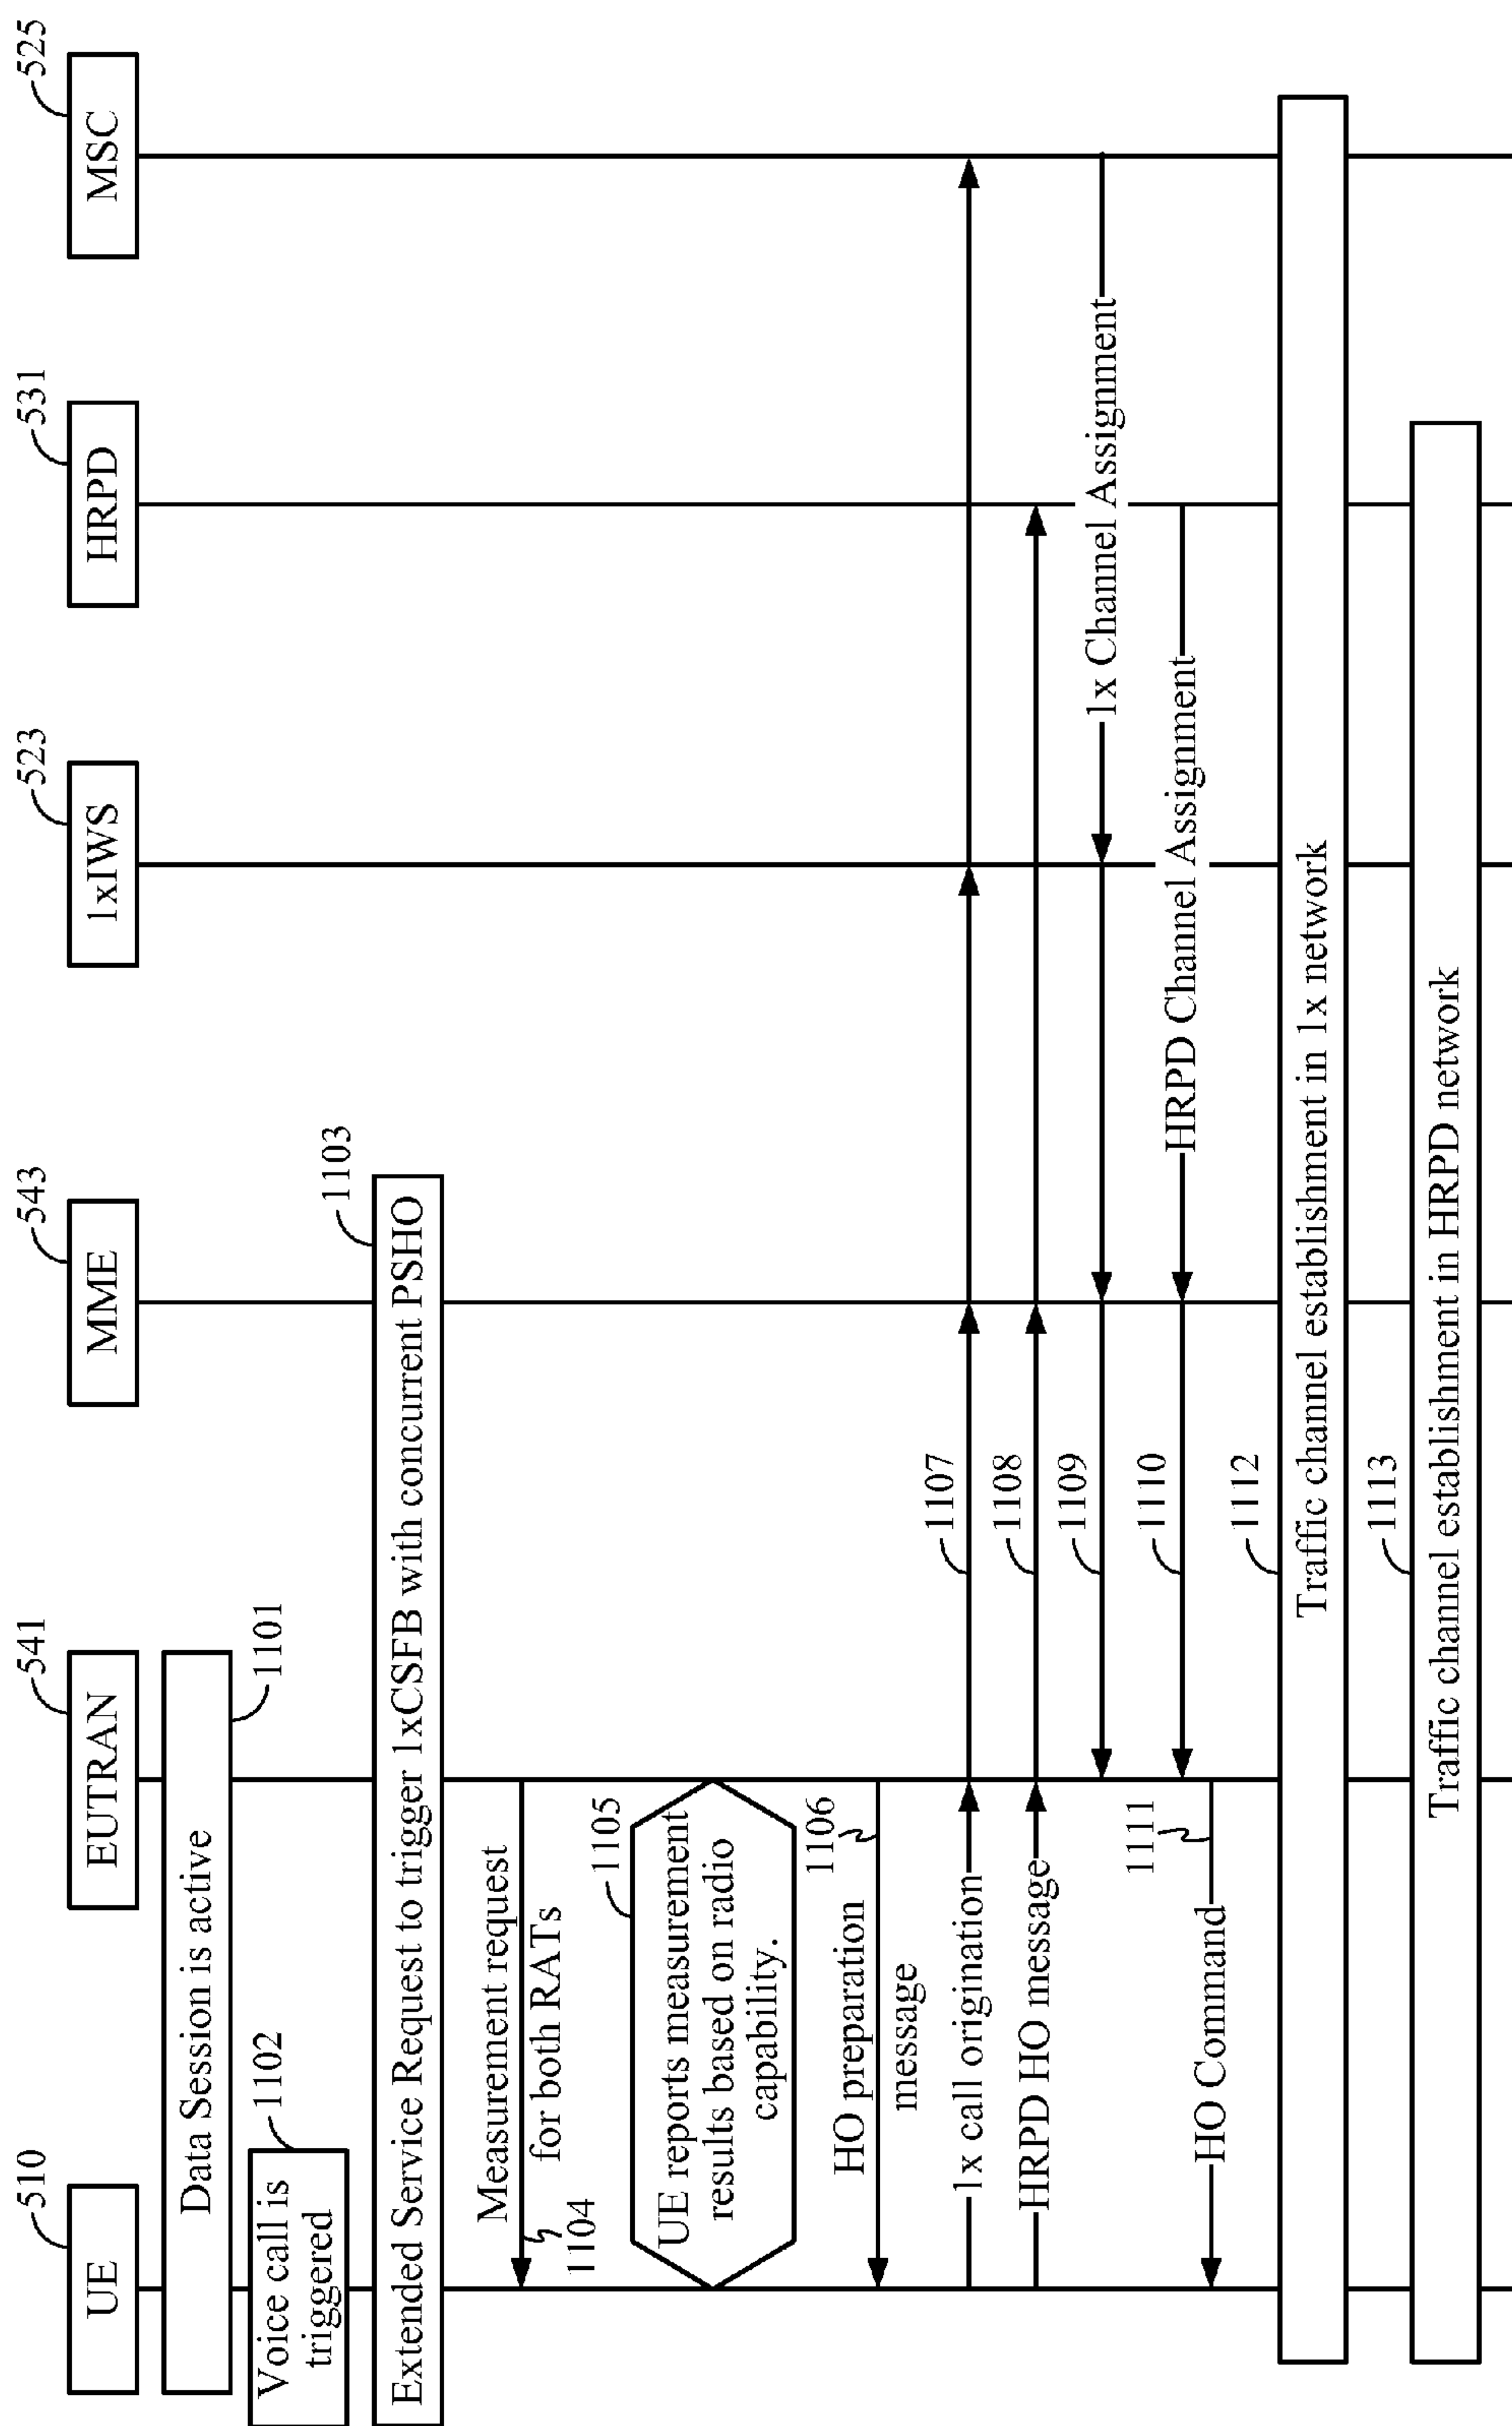 510
UE
541
EUTRAN
543
MME
523
1xIWS
531
HRPD
525
MSC
Data Session is active
1101
Voice call is
triggered
1102
Extended Service Request to trigger 1xCSFB with concurrent PSHO
1103
Measurement request
for both RATs
1104
UE reports measurement
results based on radio
capability.
1105
HO preparation
message
1106
1x call origination
1107
HRPD HO message
1108
1109
1x Channel Assignment
1110
HRPD Channel Assignment
HO Command
1111
1112
Traffic channel establishment in 1x network
1113
Traffic channel establishment in HRPD network